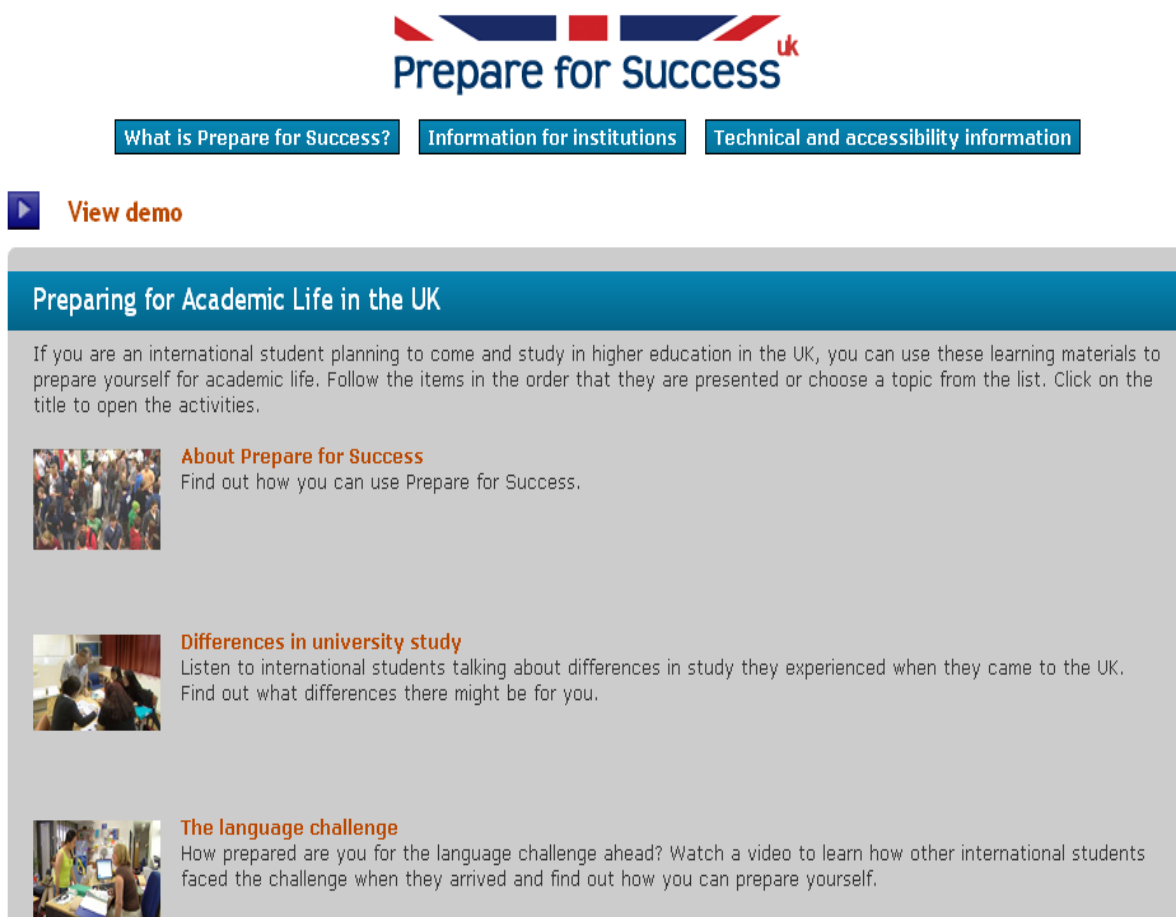 uk
Prepare for Success
What is Prepare for Success? Information for institutions Technical and accessibility information
View demo
Preparing for Academic Life in the UK
If you are an international student planning to come and study in higher education in the UK, you can use these learning materials to
prepare yourself for academic life. Follow the items in the order that they are presented or choose a topic from the list. Click on the
title to open the activities.
About Prepare for Success
Find out how you can use Prepare for Success.
Differences in university study
Listen to international students talking about differences in study they experienced when they came to the UK.
Find out what differences there might be for you.
The language challenge
How prepared are you for the language challenge ahead? Watch a video to learn how other international students
faced the challenge when they arrived and find out how you can prepare yourself.